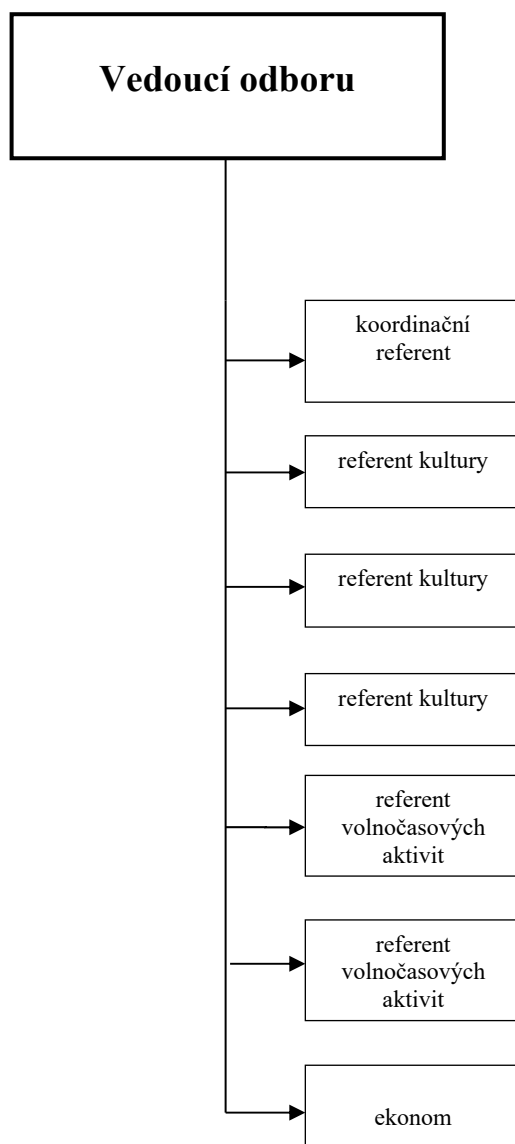 Vedoucí odboru
koordinační
referent
referent kultury
referent kultury
referent kultury
referent
volnočasových
aktivit
referent
volnočasových
aktivit
ekonom